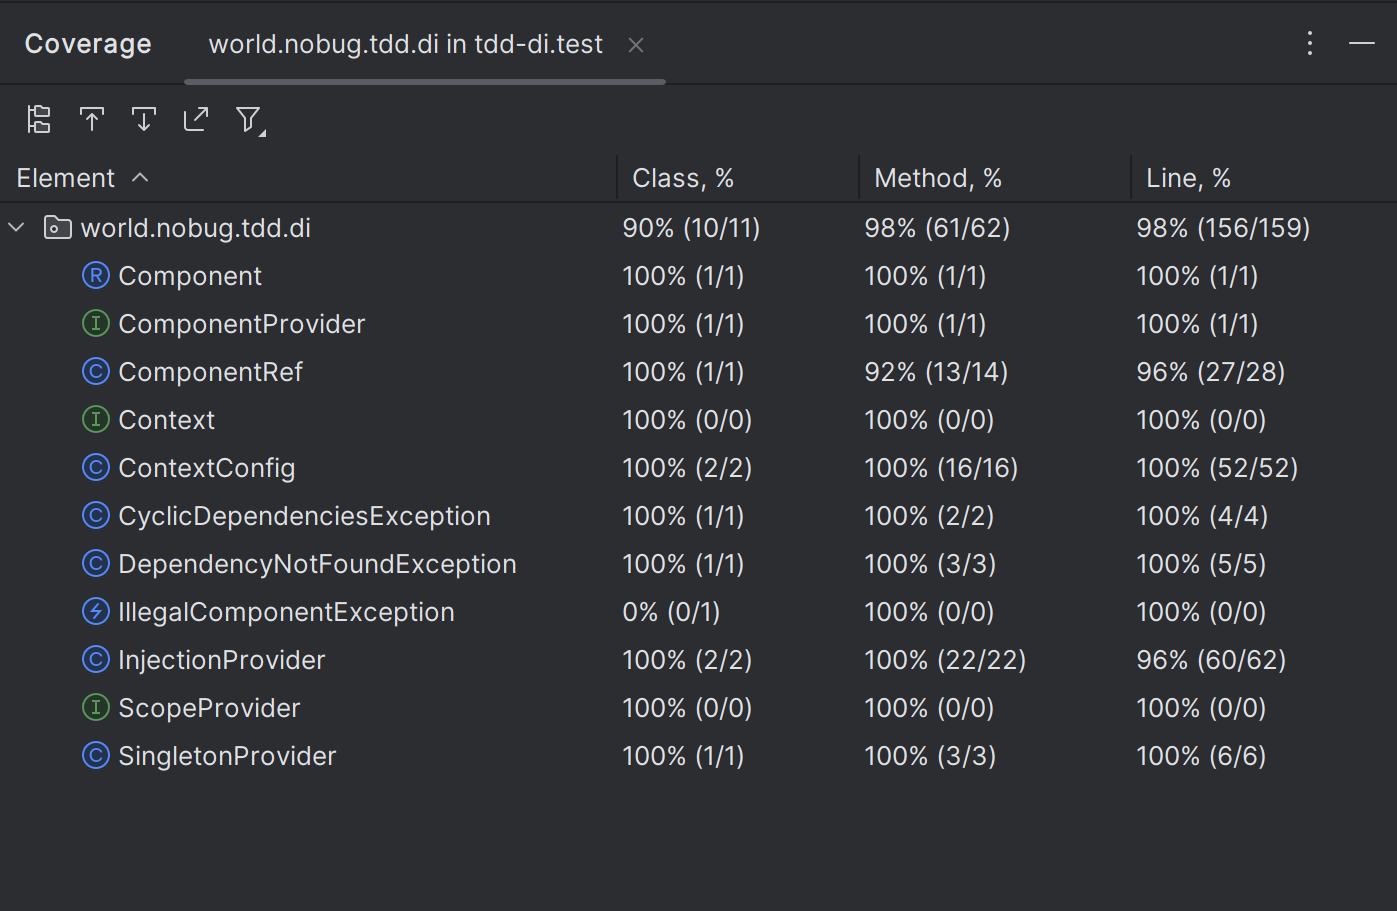 Coverage world.nobug.tdd.di in tdd-di.test
Element Class, % Method, % Line, %
world.nobug.tdd.di 90% (10/11) 98% (61/62) 98% (156/159)
R Component 100% (1/1) 100% (1/1) 100% (1/1)
I ComponentProvider 100% (1/1) 100% (1/1) 100% (1/1)
C ComponentRef 100% (1/1) 92% (13/14) 96% (27/28)
I Context 100% (0/0) 100% (0/0) 100% (0/0)
C ContextConfig 100% (2/2) 100% (16/16) 100% (52/52)
C CyclicDependenciesException 100% (1/1) 100% (2/2) 100% (4/4)
C DependencyNotFoundException 100% (1/1) 100% (3/3) 100% (5/5)
IllegalComponentException 0% (0/1) 100% (0/0) 100% (0/0)
C InjectionProvider 100% (2/2) 100% (22/22) 96% (60/62)
I ScopeProvider 100% (0/0) 100% (0/0) 100% (0/0)
C SingletonProvider 100% (1/1) 100% (3/3) 100% (6/6)